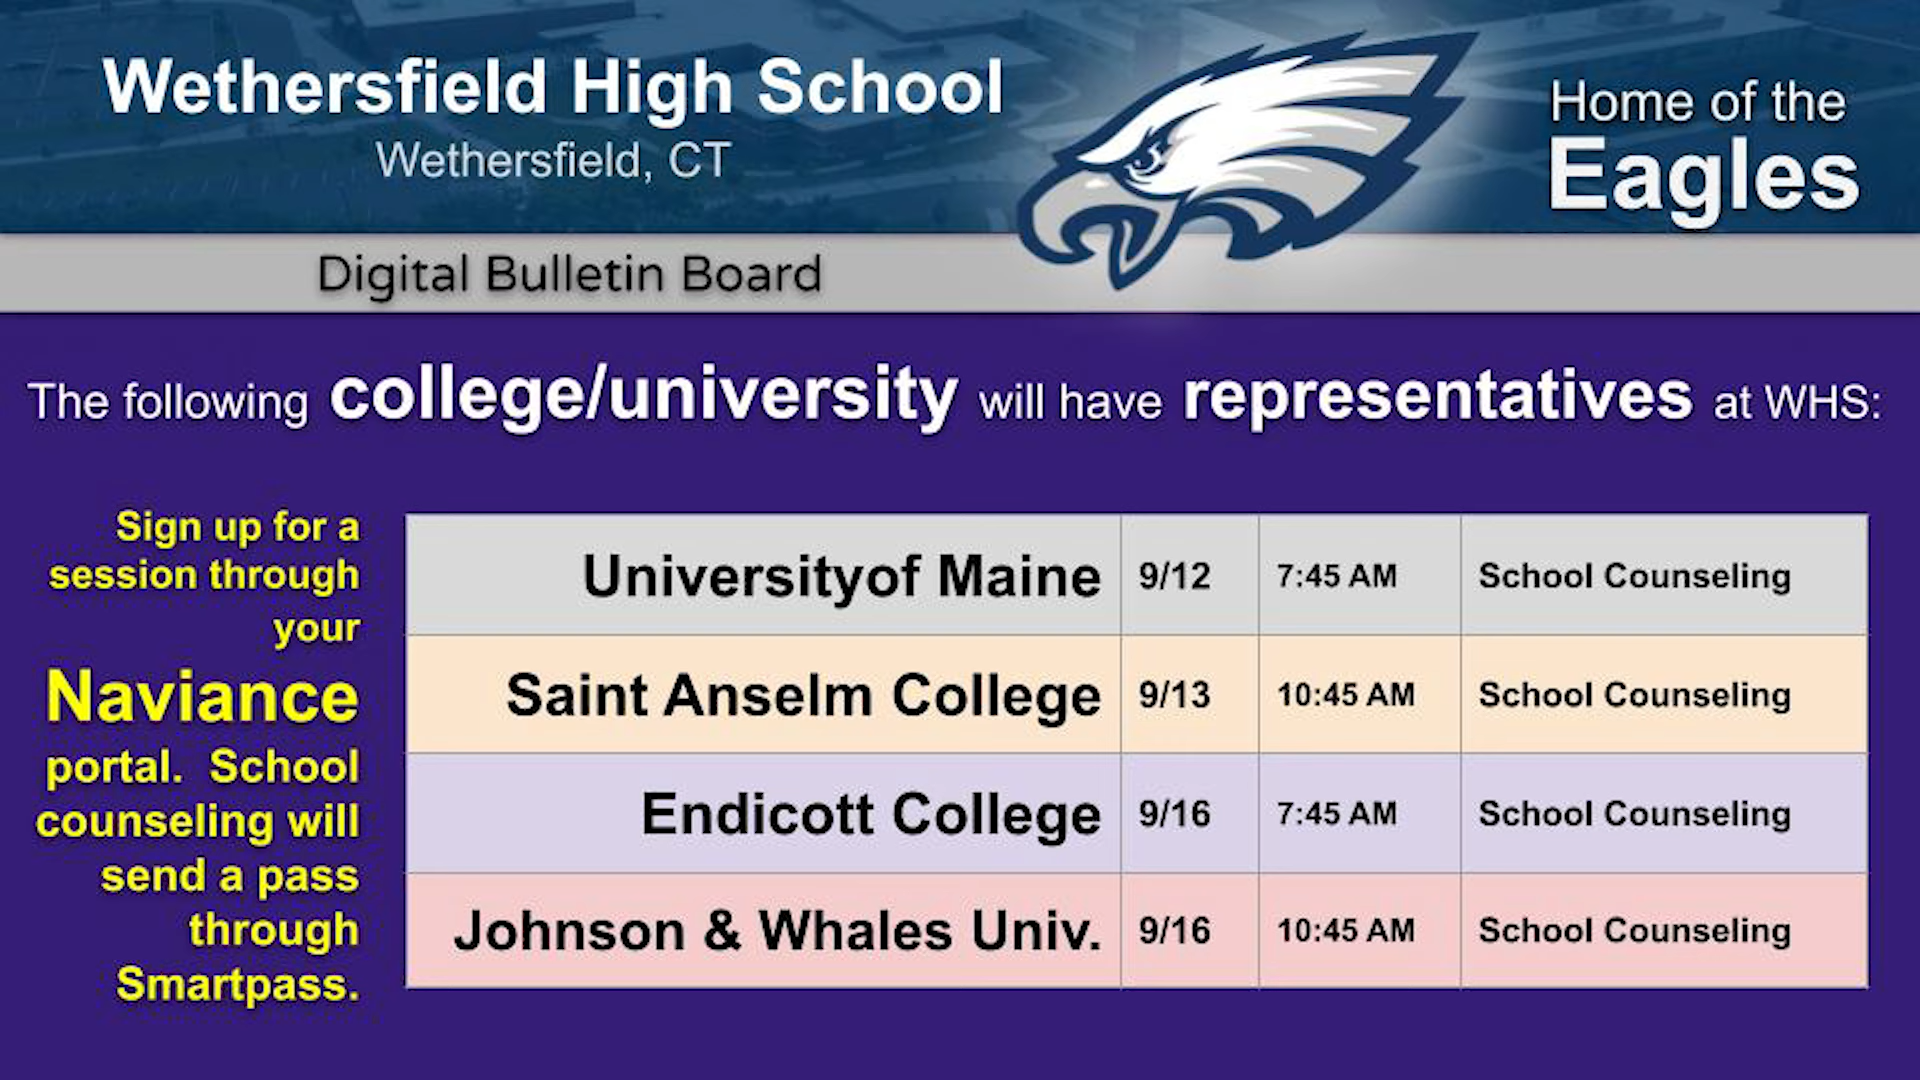 Wethersfield High School
Wethersfield, CT
Home of the
Eagles
Digital Bulletin Board
The following college/university will have representatives at WHS:
Sign up for a
session through
your
Naviance
portal. School
counseling will
send a pass
through
Smartpass.
Universityof Maine 9/12 7:45 AM School Counseling
Saint Anselm College 9/13 10:45 AM School Counseling
Endicott College 9/16 7:45 AM School Counseling
Johnson & Whales Univ. 9/16 10:45 AM School Counseling